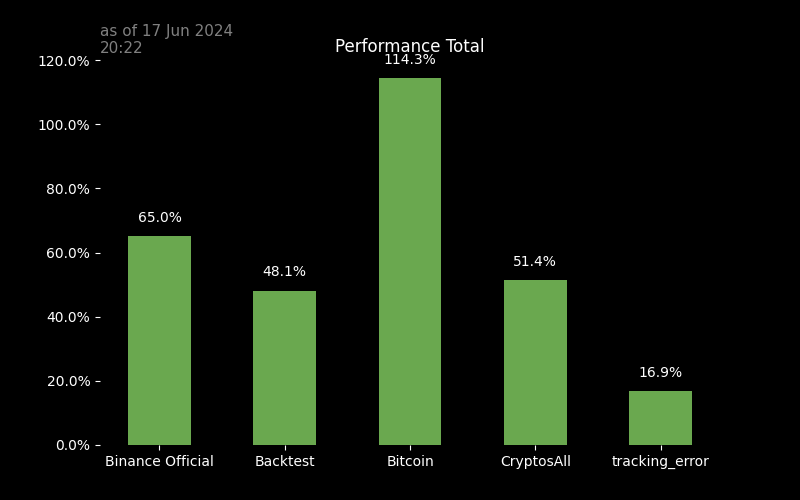 as of 17 Jun 2024
20:22
Performance Total
120.0%
100.0%
80.0%
60.0%
40.0%
20.0%
0.0%
65.0%
48.1%
114.3%
51.4%
16.9%
Binance Official
Backtest
Bitcoin
CryptosAll
tracking_error